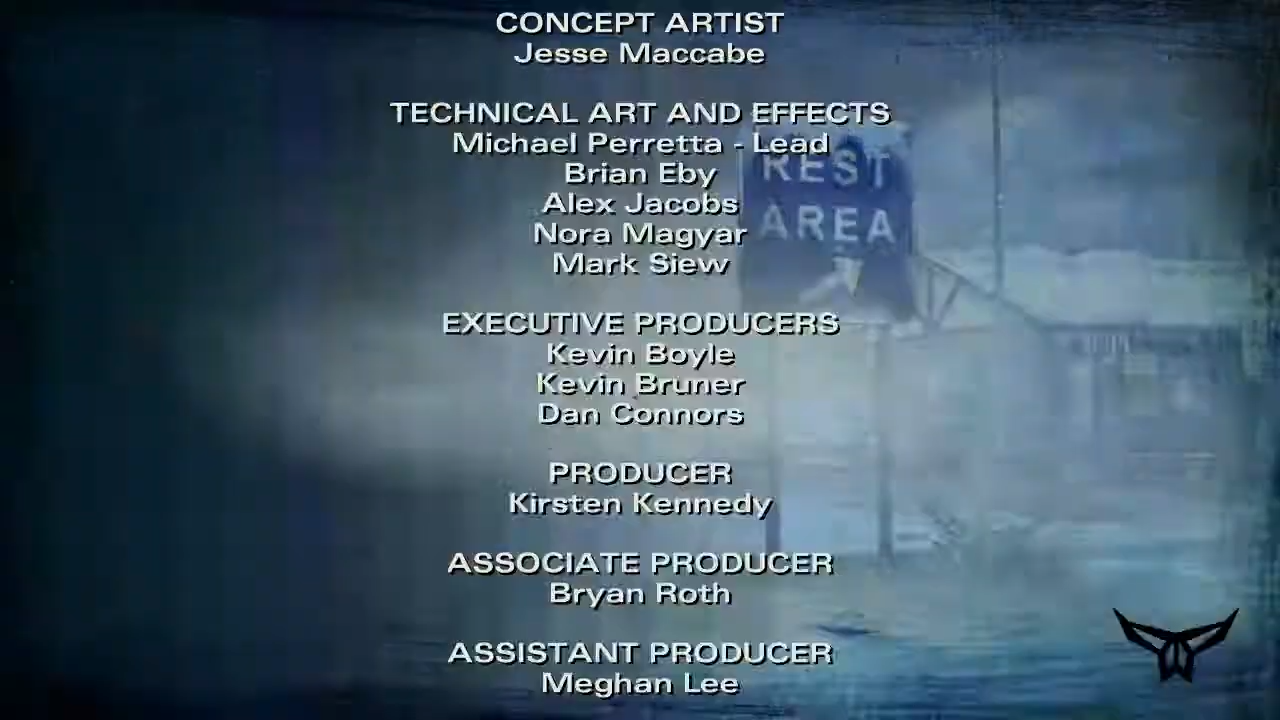 CONCEPT ARTIST
Jesse Maccabe
TECHNICAL ART AND EFFECTS
Michael Perretta - Lead
Brian Eby
Alex Jacobs
Nora Magyar
Mark Siew
REST
AREA
EXECUTIVE PRODUCERS
Kevin Boyle
Kevin Bruner
Dan Connors
PRODUCER
Kirsten Kennedy
ASSOCIATE PRODUCER
Bryan Roth
ASSISTANT PRODUCER
Meghan Lee